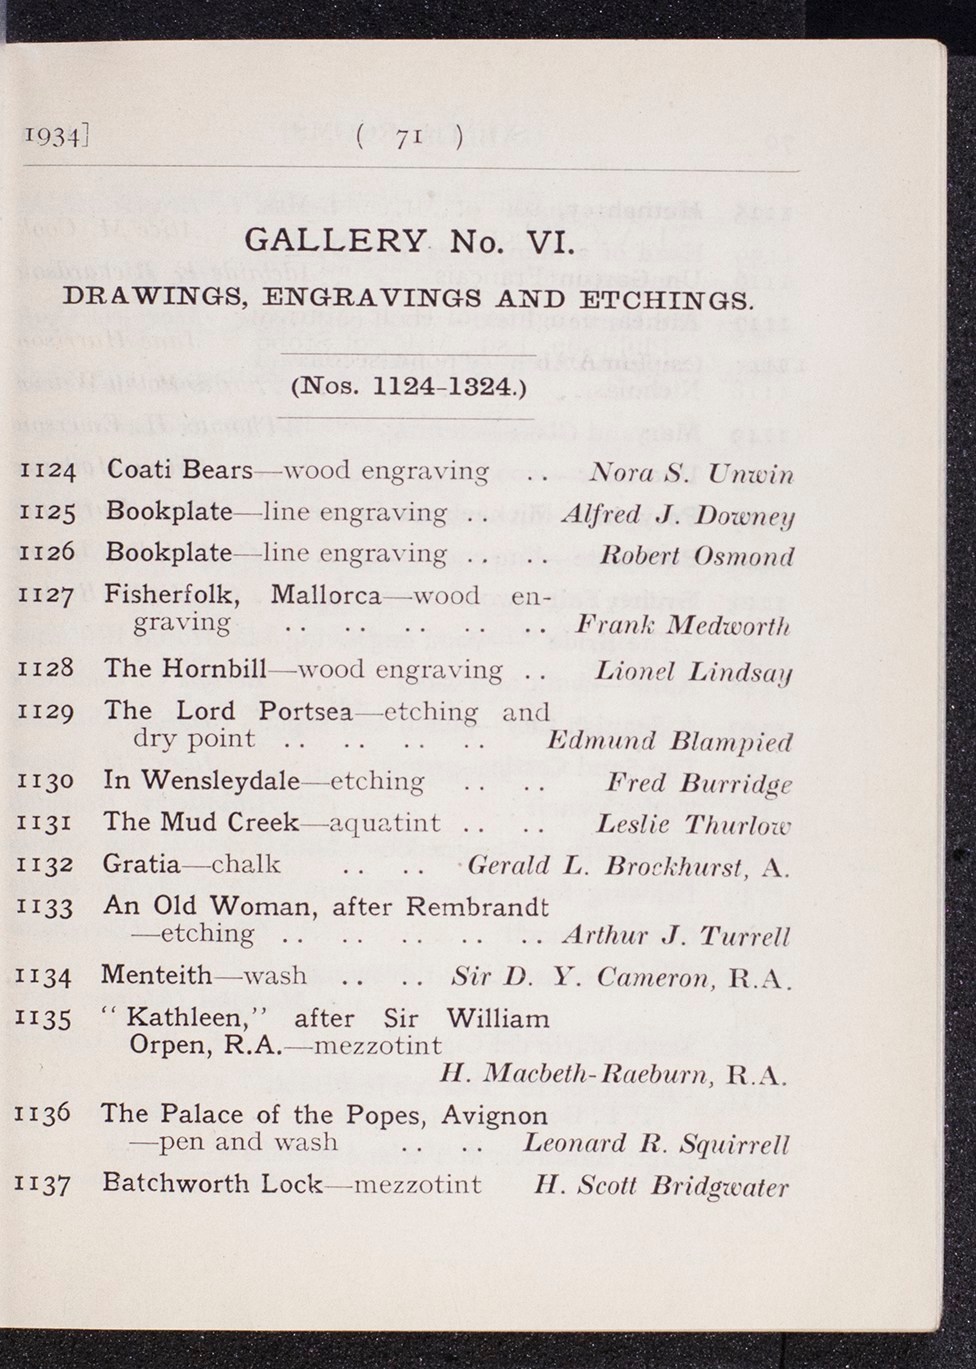 1934]    ( 71 )
GALLERY No. VI.
DRAWINGS, ENGRAVINGS AND ETCHINGS.
(Nos. 1124-1324.)
1124 Coati Bears—wood engraving .. Nora S. Unwin
1125 Bookplate—line engraving .. Alfred J. Downey
1126 Bookplate—line engraving .. .. Robert Osmond
1127 Fisherfolk, Mallorca—wood en-
graving .. .. .. .. .. Frank Medworth
1128 The Hornbill—wood engraving .. Lionel Lindsay
1129 The Lord Portsea—etching and
dry point .. .. .. .. Edmund Blampied
1130 In Wensleydale—etching .. .. Fred Burridge
1131 The Mud Creek—aquatint .. .. Leslie Thurlow
1132 Gratia—chalk .. .. Gerald L. Brockhurst, A.
1133 An Old Woman, after Rembrandt
—etching .. .. .. .. .. Arthur J. Turrell
1134 Menteith—wash .. .. Sir D. Y. Cameron, R.A.
1135 "Kathleen," after Sir William
Orpen, R.A.—mezzotint
H. Macbeth-Raeburn, R.A.
1136 The Palace of the Popes, Avignon
—pen and wash .. .. Leonard R. Squirrell
1137 Batchworth Lock—mezzotint H. Scott Bridgwater